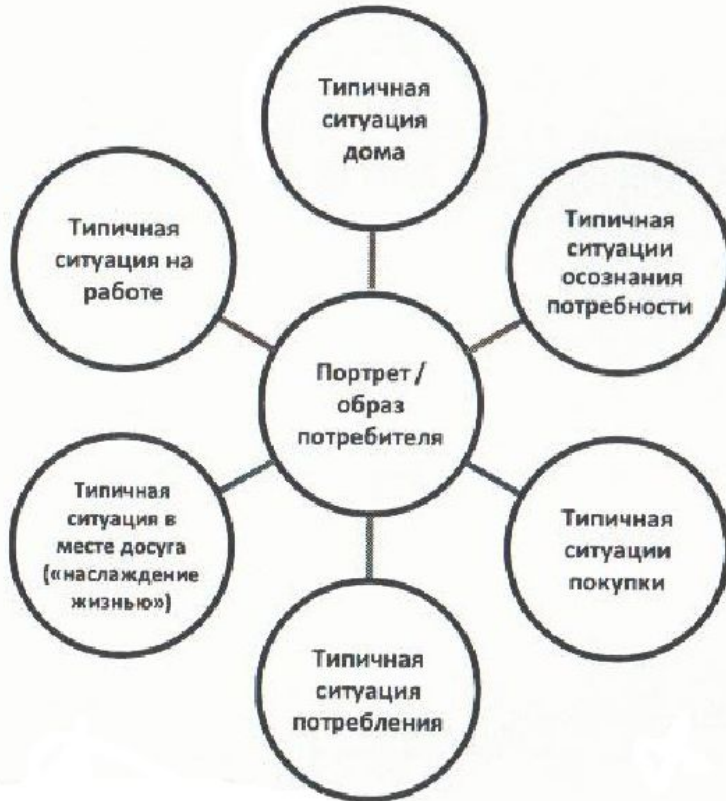 Типичная
ситуация
дома
Типичная
ситуации
осознания
потребности
Типичная
ситуации
покупки
Типичная
ситуация
потребления
Типичная
ситуация в
месте досуга
(«наслаждение
жизнью»)
Типичная
ситуация на
работе
Портрет /
образ
потребителя